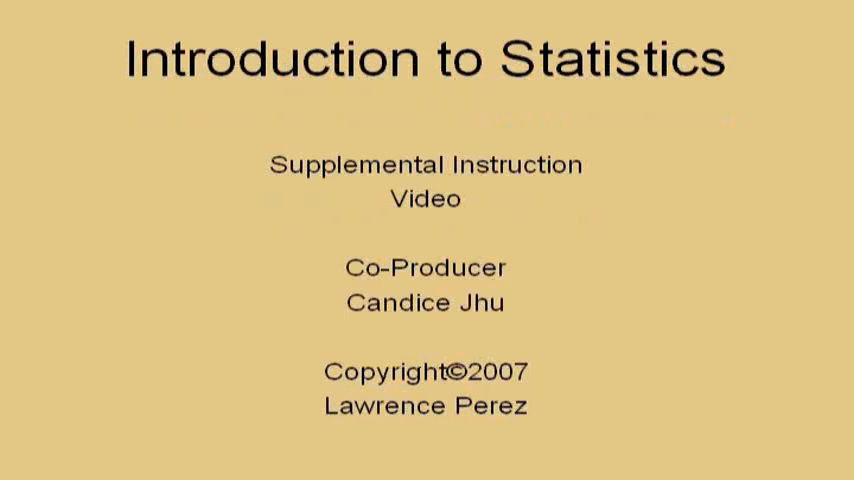 Introduction to Statistics
Supplemental Instruction
Video
Co-Producer
Candice Jhu
Copyright©2007
Lawrence Perez